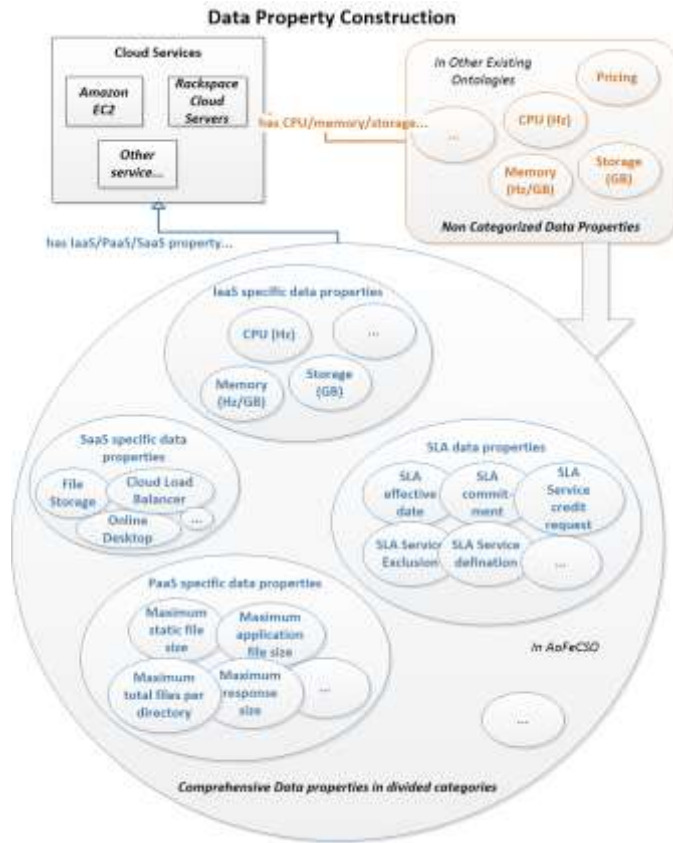 Data Property Construction
Cloud Services
Amazon
EC2
Rackspace
Cloud
Servers
Other
service...
In Other Existing
Ontologies
Pricing
CPU (Hz)
...
Memory
(Hz/GB)
Storage
(GB)
Non Categorized Data Properties
has CPU/memory/storage...
has IaaS/PaaS/SaaS property...
IaaS specific data properties
CPU (Hz)
...
Memory
(Hz/GB)
Storage
(GB)
SaaS specific data
properties
File
Storage
Cloud Load
Balancer
Online
Desktop
...
SLA data properties
SLA
effective
date
SLA
commit-
ment
SLA
Service
credit
request
SLA Service
Exclusion
SLA Service
defination
...
PaaS specific data properties
Maximum
static file
size
Maximum
application
file size
Maximum
total files per
directory
Maximum
response
size
...
In AoFeCSO
...
Comprehensive Data properties in divided categories